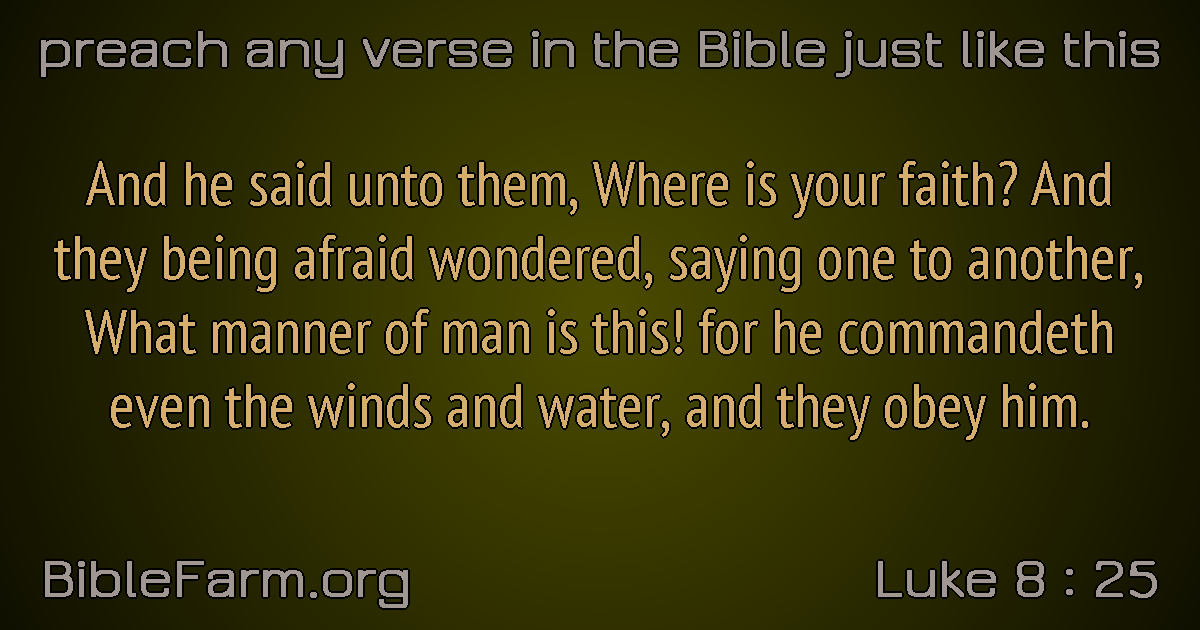 preach any verse in the Bible just like this
And he said unto them, Where is your faith? And
they being afraid wondered, saying one to another,
What manner of man is this! for he commandeth
even the winds and water, and they obey him.
BibleFarm.org
Luke 8 : 25